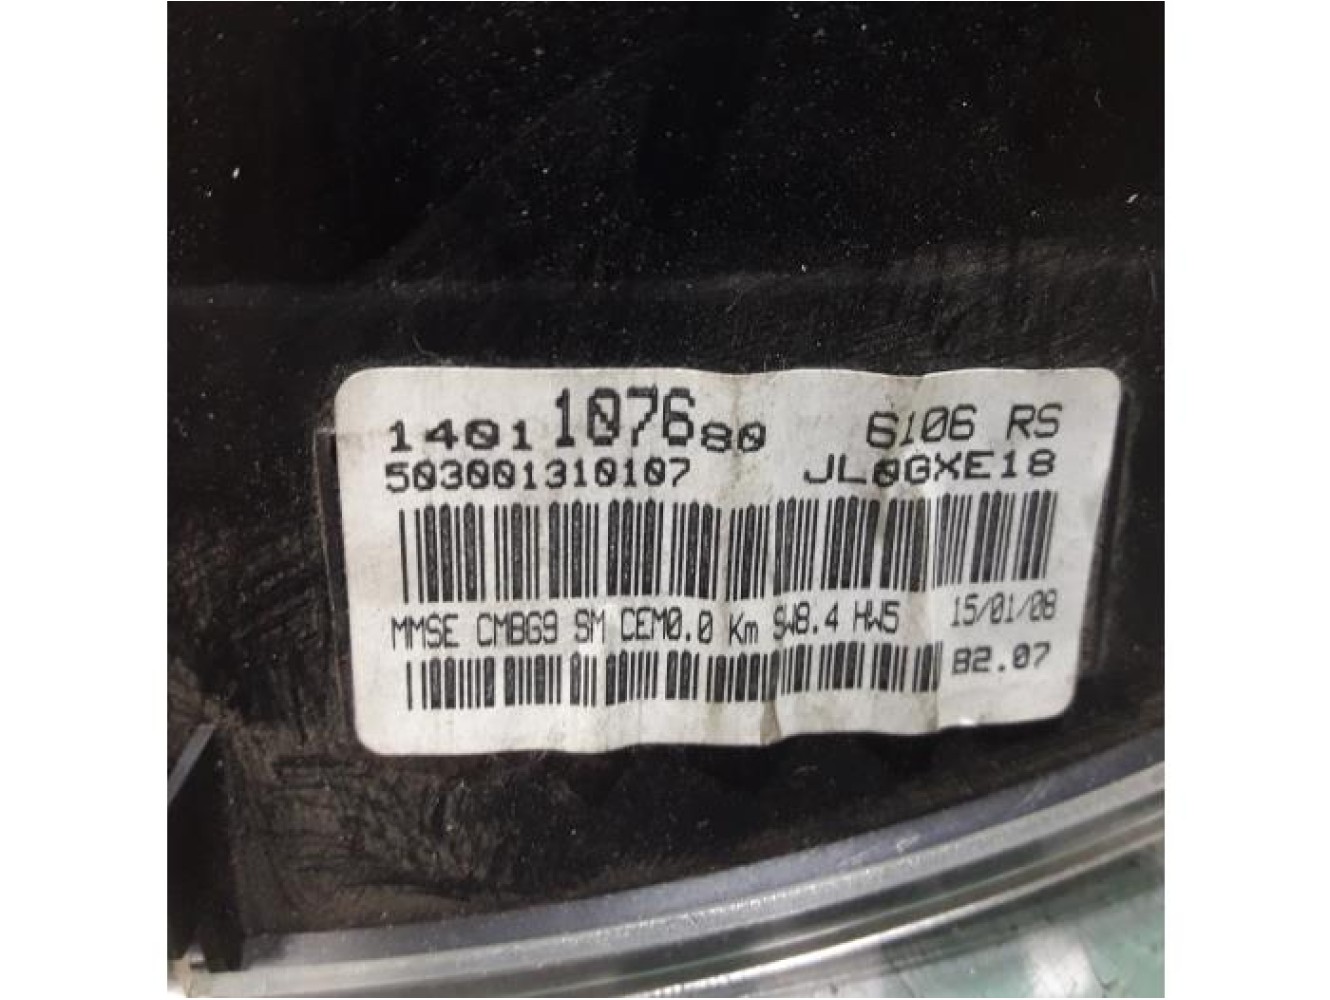 1401107680 6106 RS
503001310107 JL0GXE18
MMSE CMBG9 SM CEM0.0 Km SW8.4 HW5 15/01/08
B2.07